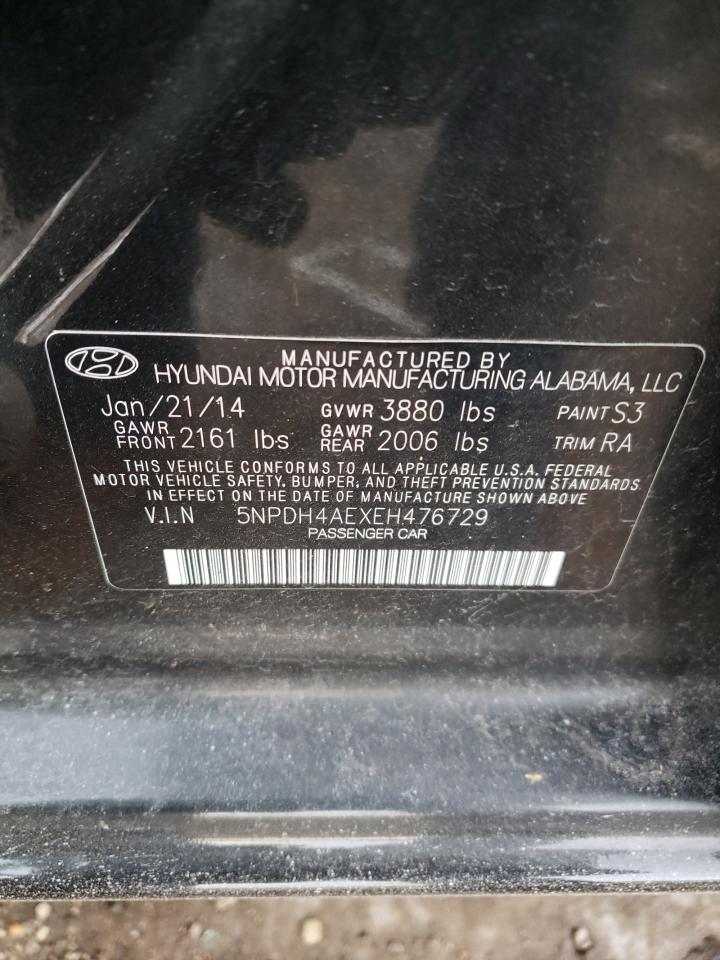 MANUFACTURED BY
HYUNDAI MOTOR MANUFACTURING ALABAMA, LLC
Jan/21/14 GVWR 3880 lbs PAINT S3
GAWR FRONT 2161 lbs GAWR REAR 2006 lbs TRIM RA
THIS VEHICLE CONFORMS TO ALL APPLICABLE U.S.A. FEDERAL
MOTOR VEHICLE SAFETY, BUMPER, AND THEFT PREVENTION STANDARDS
IN EFFECT ON THE DATE OF MANUFACTURE SHOWN ABOVE
V.I.N 5NPDH4AEXEH476729
PASSENGER CAR